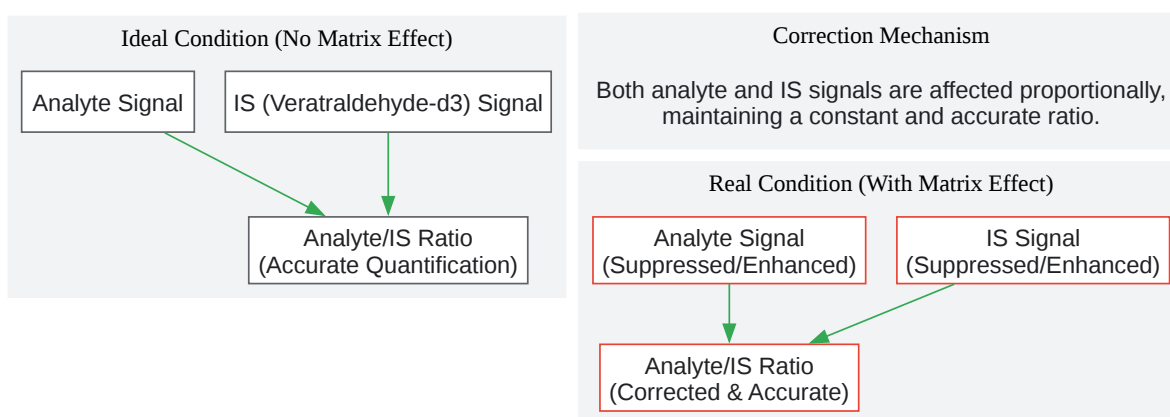 Ideal Condition (No Matrix Effect)
Analyte Signal
IS (Veratraldehyde-d3) Signal
Analyte/IS Ratio
(Accurate Quantification)
Correction Mechanism
Both analyte and IS signals are affected proportionally,
maintaining a constant and accurate ratio.
Real Condition (With Matrix Effect)
Analyte Signal
(Suppressed/Enhanced)
IS Signal
(Suppressed/Enhanced)
Analyte/IS Ratio
(Corrected & Accurate)